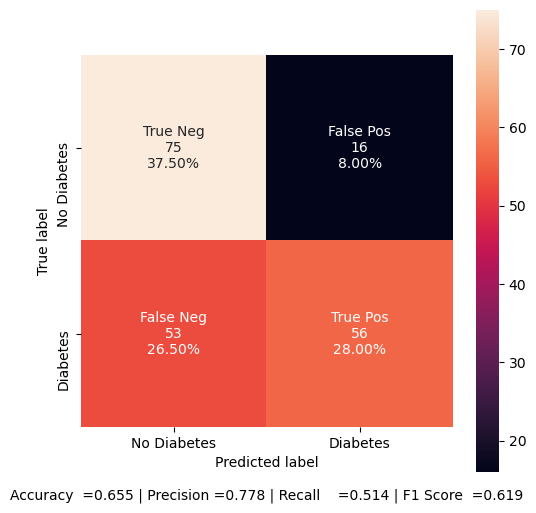 True Neg
75
37.50%
False Pos
16
8.00%
False Neg
53
26.50%
True Pos
56
28.00%
No Diabetes
Diabetes
True label
No Diabetes
Diabetes
Predicted label
70
60
50
40
30
20
Accuracy  =0.655 | Precision =0.778 | Recall    =0.514 | F1 Score  =0.619